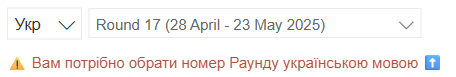 Укр
Round 17 (28 April - 23 May 2025)
Вам потрібно обрати номер Раунду українською мовою